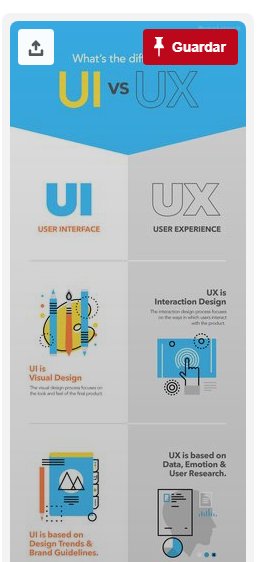 Guardar
What's the dif
UI vs UX
UI
USER INTERFACE
UX
USER EXPERIENCE
UX is
Interaction Design
The interaction design process focuses
on the ways in which users interact
with the product.
UI is
Visual Design
The visual design process focuses on
the look and feel of the final product.
UX is based on
Data, Emotion &
User Research.
UI is based on
Design Trends &
Brand Guidelines.